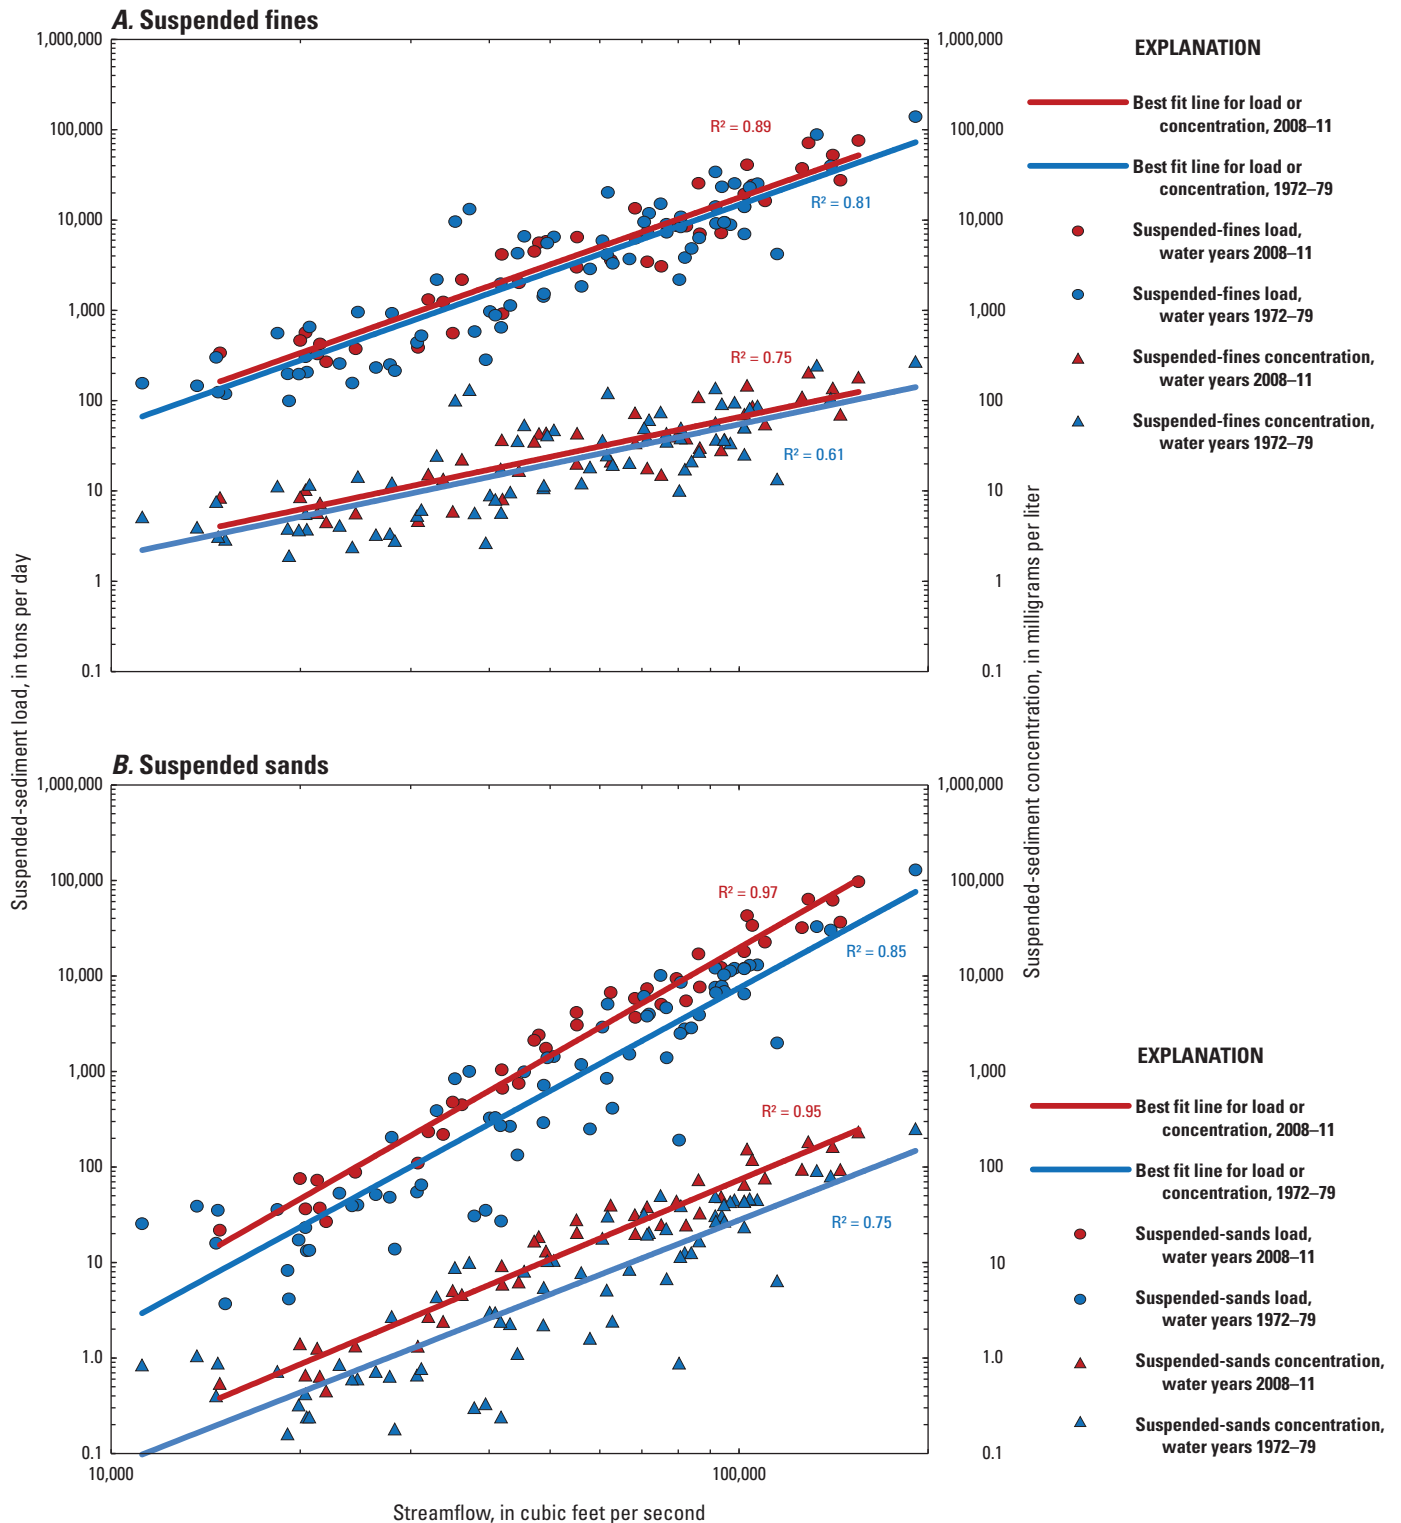 A. Suspended fines
1,000,000
100,000
10,000
1,000
100
10
1
0.1
1,000,000
100,000
10,000
1,000
100
10
1
0.1
R² = 0.89
R² = 0.81
R² = 0.75
R² = 0.61
EXPLANATION
Best fit line for load or
concentration, 2008–11
Best fit line for load or
concentration, 1972–79
Suspended-fines load,
water years 2008–11
Suspended-fines load,
water years 1972–79
Suspended-fines concentration,
water years 2008–11
Suspended-fines concentration,
water years 1972–79
Suspended-sediment load, in tons per day
Suspended-sediment concentration, in milligrams per liter
B. Suspended sands
1,000,000
100,000
10,000
1,000
100
10
1.0
0.1
1,000,000
100,000
10,000
1,000
100
10
1.0
0.1
R² = 0.97
R² = 0.85
R² = 0.95
R² = 0.75
10,000
100,000
Streamflow, in cubic feet per second
EXPLANATION
Best fit line for load or
concentration, 2008–11
Best fit line for load or
concentration, 1972–79
Suspended-sands load,
water years 2008–11
Suspended-sands load,
water years 1972–79
Suspended-sands concentration,
water years 2008–11
Suspended-sands concentration,
water years 1972–79